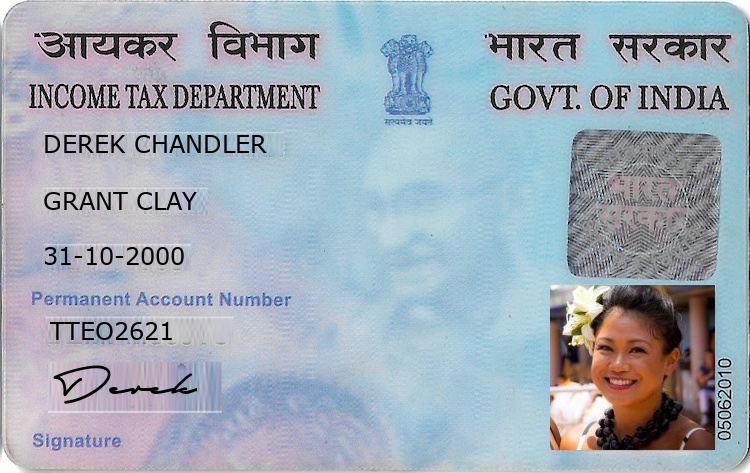 आयकर विभाग
भारत सरकार
INCOME TAX DEPARTMENT
GOVT. OF INDIA
सत्यमेव जयते
DEREK CHANDLER
GRANT CLAY
31-10-2000
भारत
सरकार
Permanent Account Number
TTEO2621
Derek
Signature
05062010